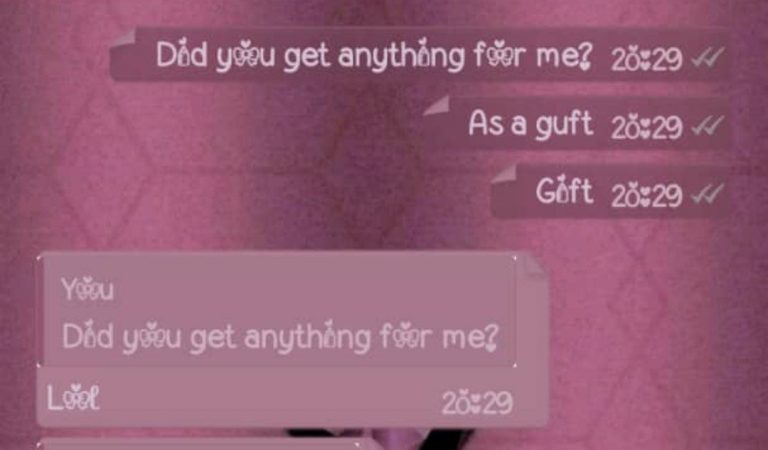 Did you get anything for me? 20:29
As a guft 20:29
Gift 20:29
You
Did you get anything for me?
Lol 20:29